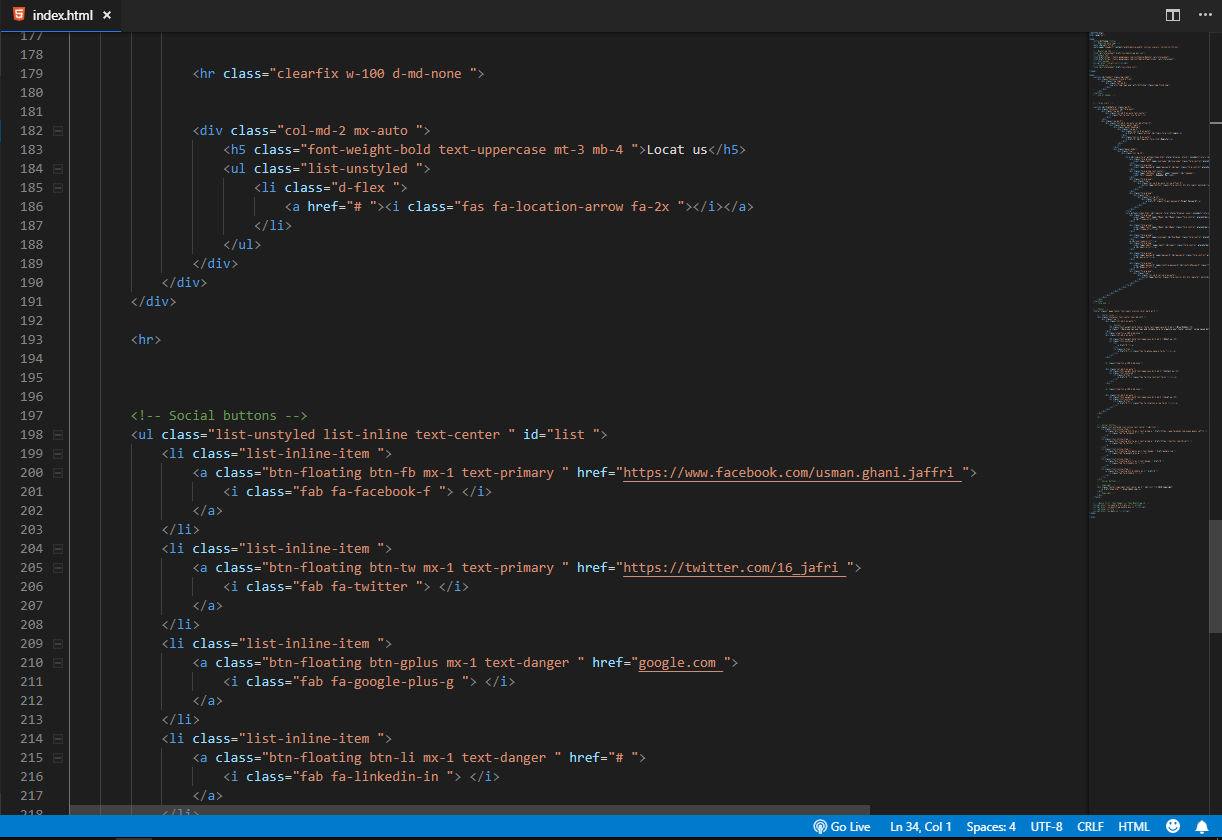 index.html ×
177
178
179 <hr class="clearfix w-100 d-md-none ">
180
181
182 <div class="col-md-2 mx-auto ">
183 <h5 class="font-weight-bold text-uppercase mt-3 mb-4 ">Locat us</h5>
184 <ul class="list-unstyled ">
185 <li class="d-flex ">
186 <a href="# "><i class="fas fa-location-arrow fa-2x "></i></a>
187 </li>
188 </ul>
189 </div>
190 </div>
191 </div>
192
193 <hr>
194
195
196
197 <!-- Social buttons -->
198 <ul class="list-unstyled list-inline text-center " id="list ">
199 <li class="list-inline-item ">
200 <a class="btn-floating btn-fb mx-1 text-primary " href="https://www.facebook.com/usman.ghani.jaffri ">
201 <i class="fab fa-facebook-f "> </i>
202 </a>
203 </li>
204 <li class="list-inline-item ">
205 <a class="btn-floating btn-tw mx-1 text-primary " href="https://twitter.com/16_jafri ">
206 <i class="fab fa-twitter "> </i>
207 </a>
208 </li>
209 <li class="list-inline-item ">
210 <a class="btn-floating btn-gplus mx-1 text-danger " href="google.com ">
211 <i class="fab fa-google-plus-g "> </i>
212 </a>
213 </li>
214 <li class="list-inline-item ">
215 <a class="btn-floating btn-li mx-1 text-danger " href="# ">
216 <i class="fab fa-linkedin-in "> </i>
217 </a>
218 </li>
Go Live Ln 34, Col 1 Spaces: 4 UTF-8 CRLF HTML